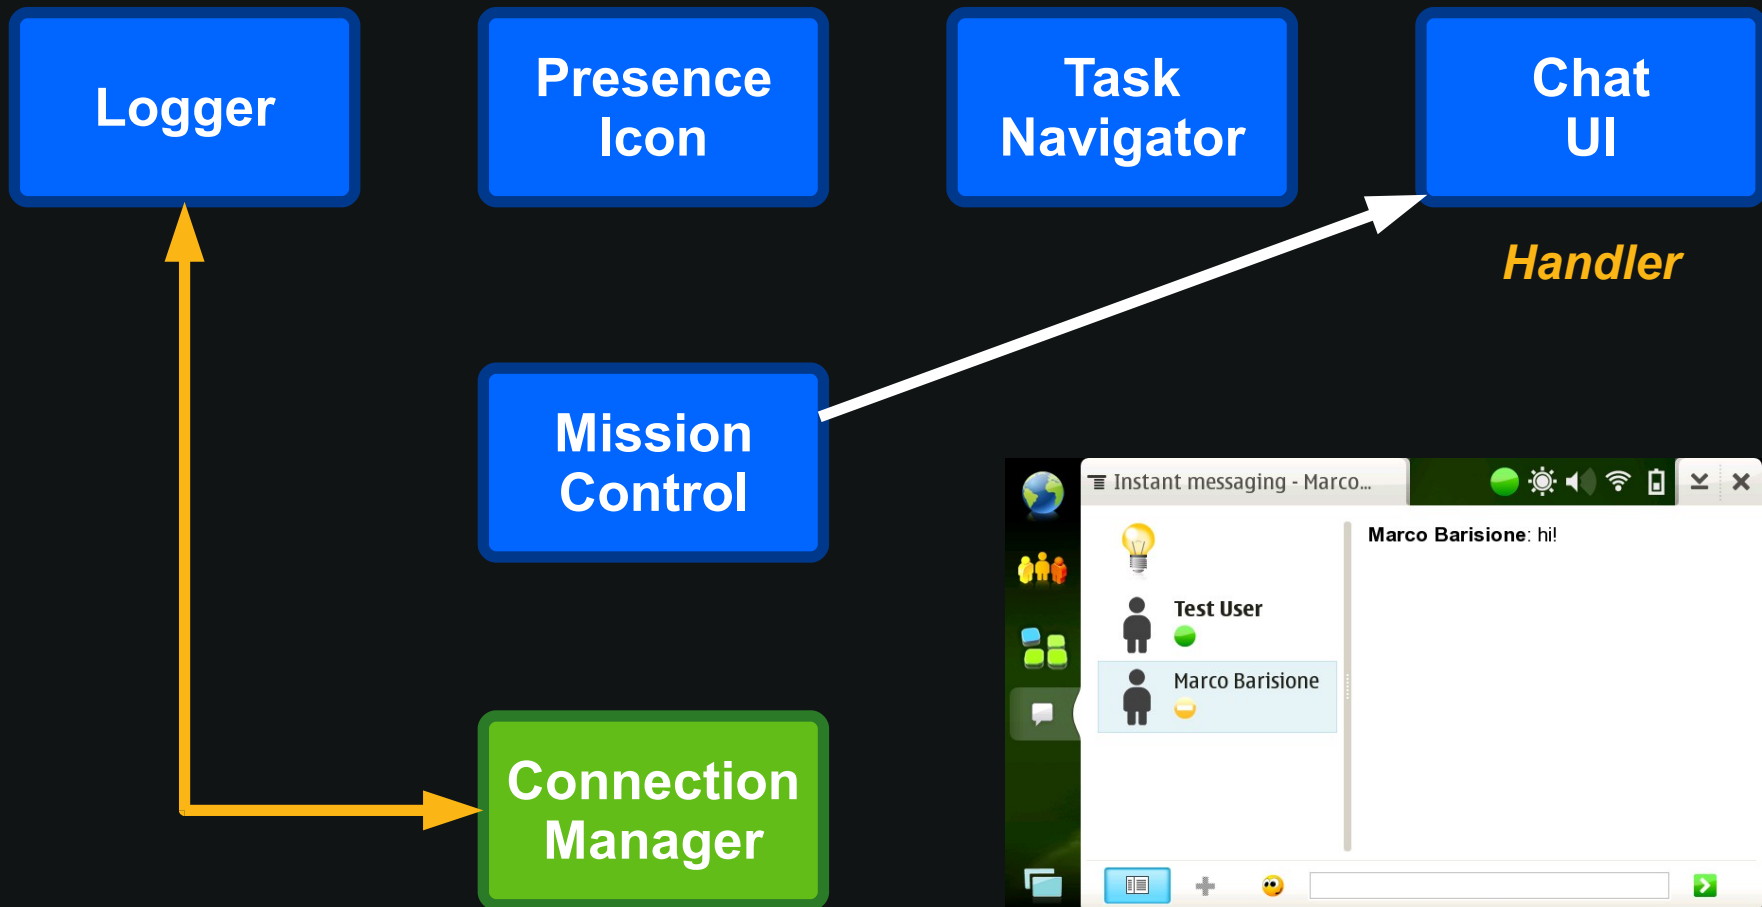 Logger
Presence
Icon
Task
Navigator
Chat
UI
Handler
Mission
Control
Instant messaging - Marco...
Marco Barisione: hi!
Test User
Marco Barisione
Connection
Manager